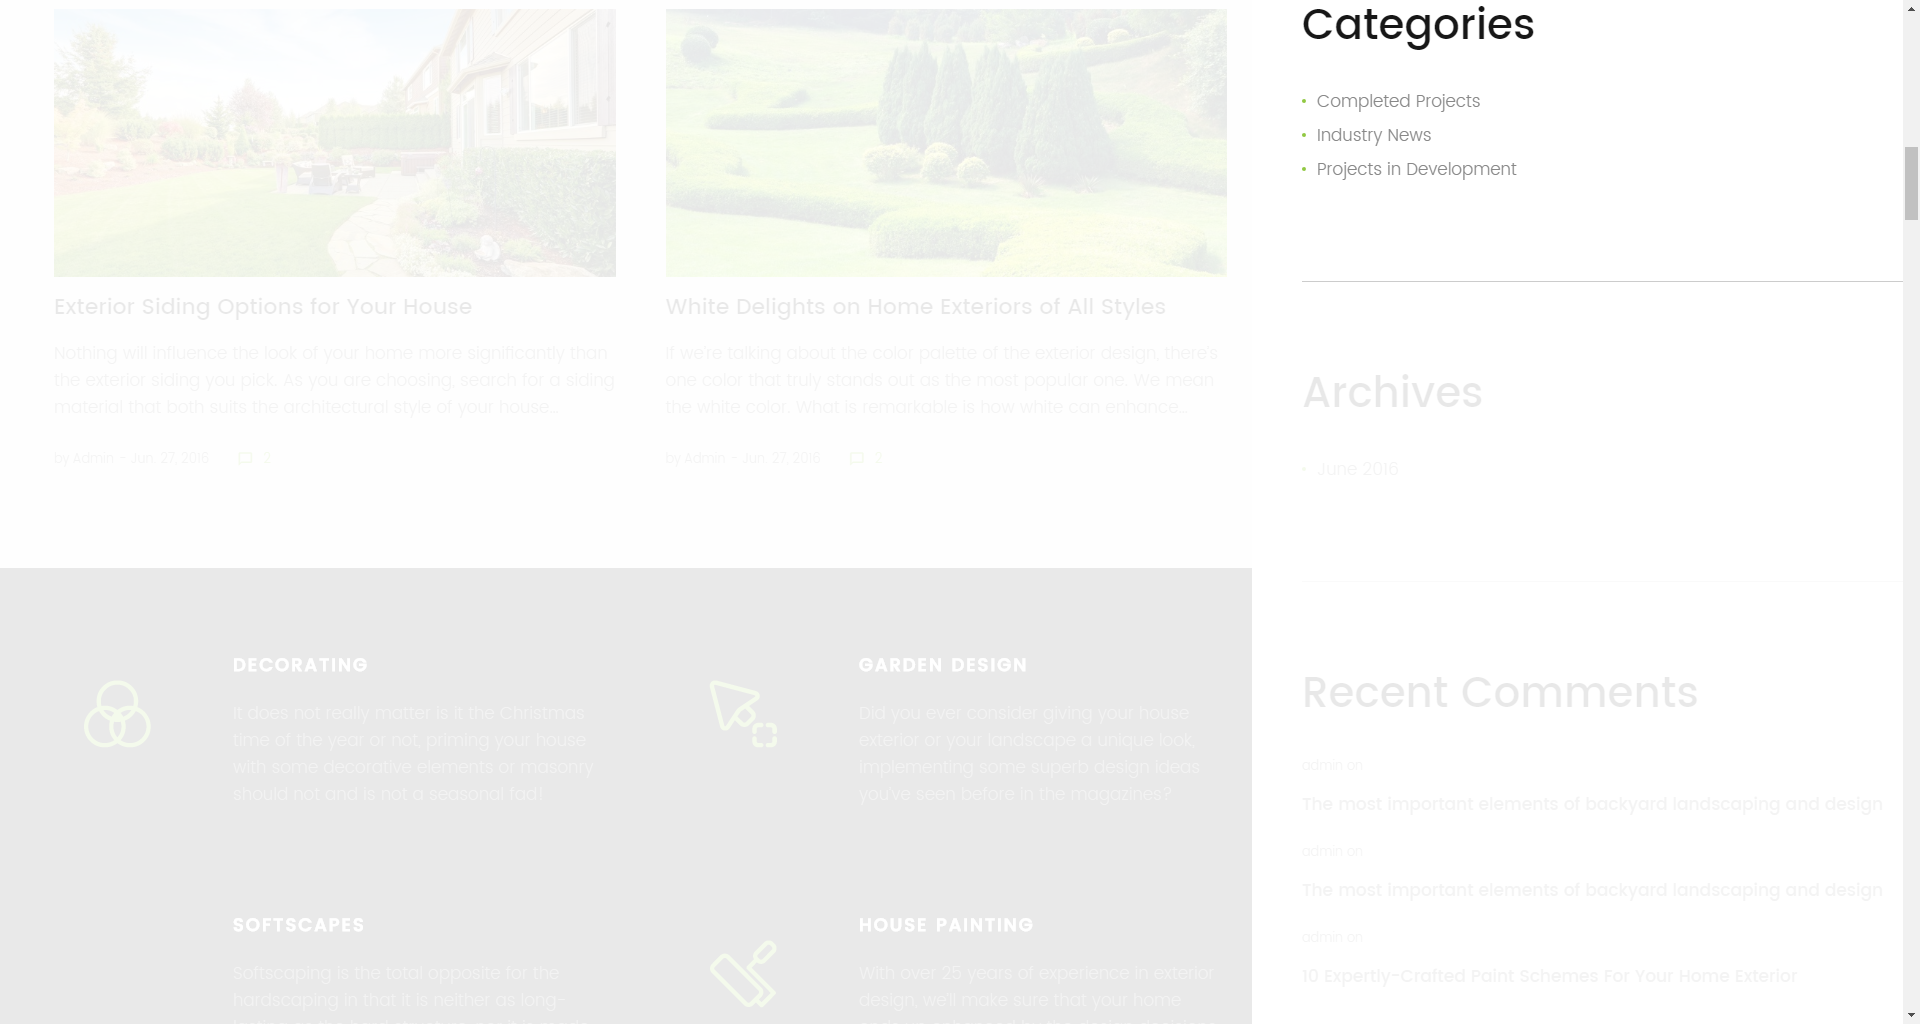 Exterior Siding Options for Your House
Nothing will influence the look of your home more significantly than
the exterior siding you pick. As you are choosing, search for a siding
material that both suits the architectural style of your house...
by Admin - Jun. 27, 2016 2
White Delights on Home Exteriors of All Styles
If we're talking about the color palette of the exterior design, there's
one color that truly stands out as the most popular one. We mean
the white color. What is remarkable is how white can enhance...
by Admin - Jun. 27, 2016 2
DECORATING
It does not really matter is it the Christmas
time of the year or not, priming your house
with some decorative elements or masonry
should not and is not a seasonal fad!
GARDEN DESIGN
Did you ever consider giving your house
exterior or your landscape a unique look,
implementing some superb design ideas
you've seen before in the magazines?
SOFTSCAPES
Softscaping is the total opposite for the
hardscaping in that it is neither as long-
HOUSE PAINTING
With over 25 years of experience in exterior
design, we'll make sure that your home
Categories
Completed Projects
Industry News
Projects in Development
Archives
June 2016
Recent Comments
admin on
The most important elements of backyard landscaping and design
admin on
The most important elements of backyard landscaping and design
admin on
10 Expertly-Crafted Paint Schemes For Your Home Exterior